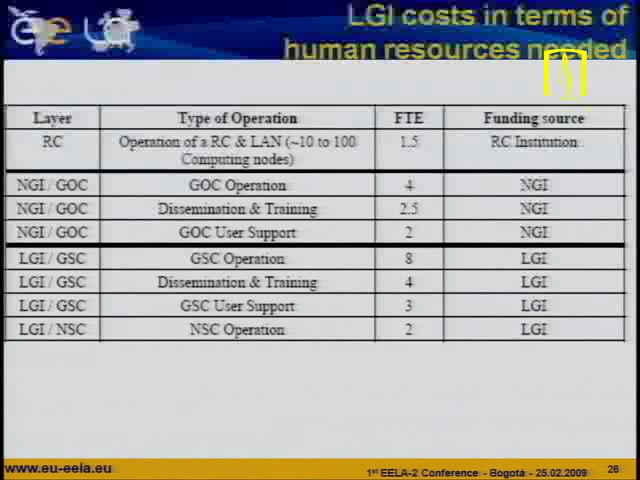 LGI costs in terms of
human resources needed
Layer Type of Operation FTE Funding source
RC Operation of a RC & LAN (~10 to 100 Computing nodes) 1.5 RC Institution
NGI / GOC GOC Operation 4 NGI
NGI / GOC Dissemination & Training 2.5 NGI
NGI / GOC GOC User Support 2 NGI
LGI / GSC GSC Operation 8 LGI
LGI / GSC Dissemination & Training 4 LGI
LGI / GSC GSC User Support 3 LGI
LGI / NSC NSC Operation 2 LGI
www.eu-eela.eu
1st EELA-2 Conference - Bogotá - 25.02.2009
26